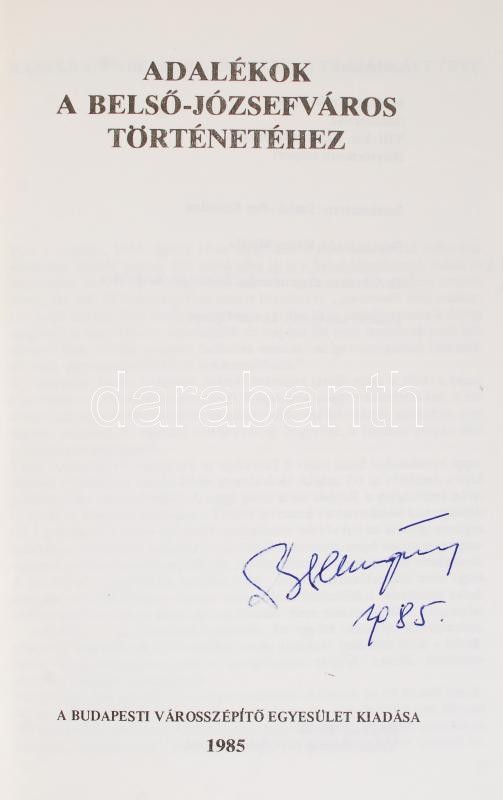 ADALÉKOK
A BELSŐ-JÓZSEFVÁROS
TÖRTÉNETÉHEZ
darabanth
1985.
A BUDAPESTI VÁROSSZÉPÍTŐ EGYESÜLET KIADÁSA
1985